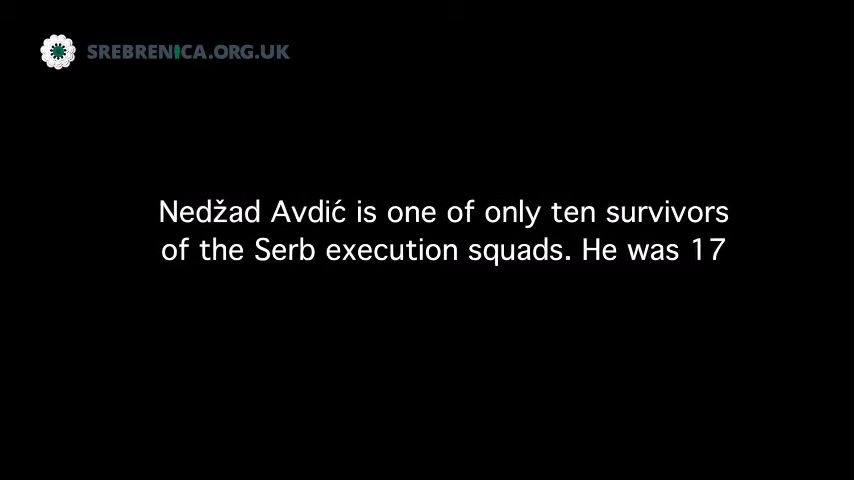 SREBRENICA.ORG.UK
Nedžad Avdić is one of only ten survivors
of the Serb execution squads. He was 17